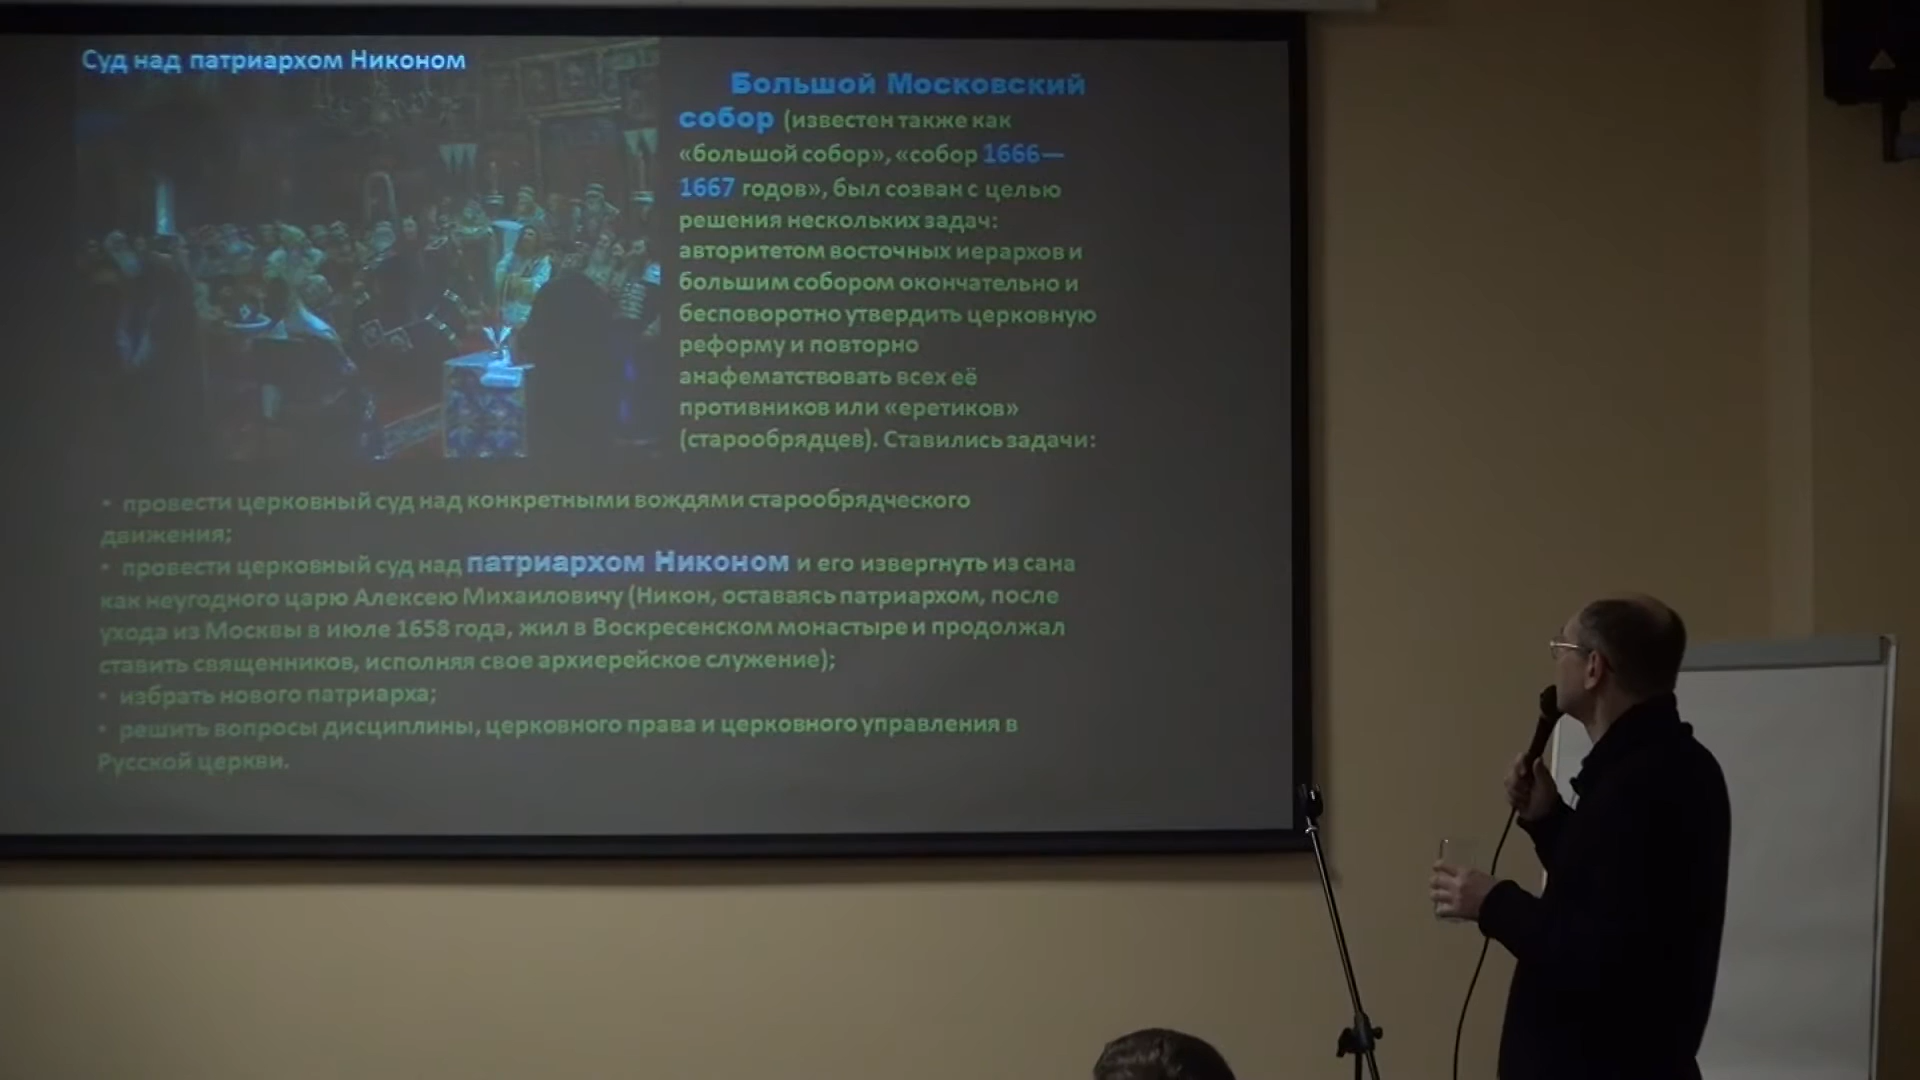 Суд над патриархом Никоном
Большой Московский
собор (известен также как
«большой собор», «собор 1666—
1667 годов», был созван с целью
решения нескольких задач:
авторитетом восточных иерархов и
большим собором окончательно и
бесповоротно утвердить церковную
реформу и повторно
анафематствовать всех её
противников или «еретиков»
(старообрядцев). Ставились задачи:
• провести церковный суд над конкретными вождями старообрядческого
движения;
• провести церковный суд над патриархом Никоном и его извергнуть из сана
как неугодного царю Алексею Михаиловичу (Никон, оставаясь патриархом, после
ухода из Москвы в июле 1658 года, жил в Воскресенском монастыре и продолжал
ставить священников, исполняя свое архиерейское служение);
• избрать нового патриарха;
• решить вопросы дисциплины, церковного права и церковного управления в
Русской церкви.